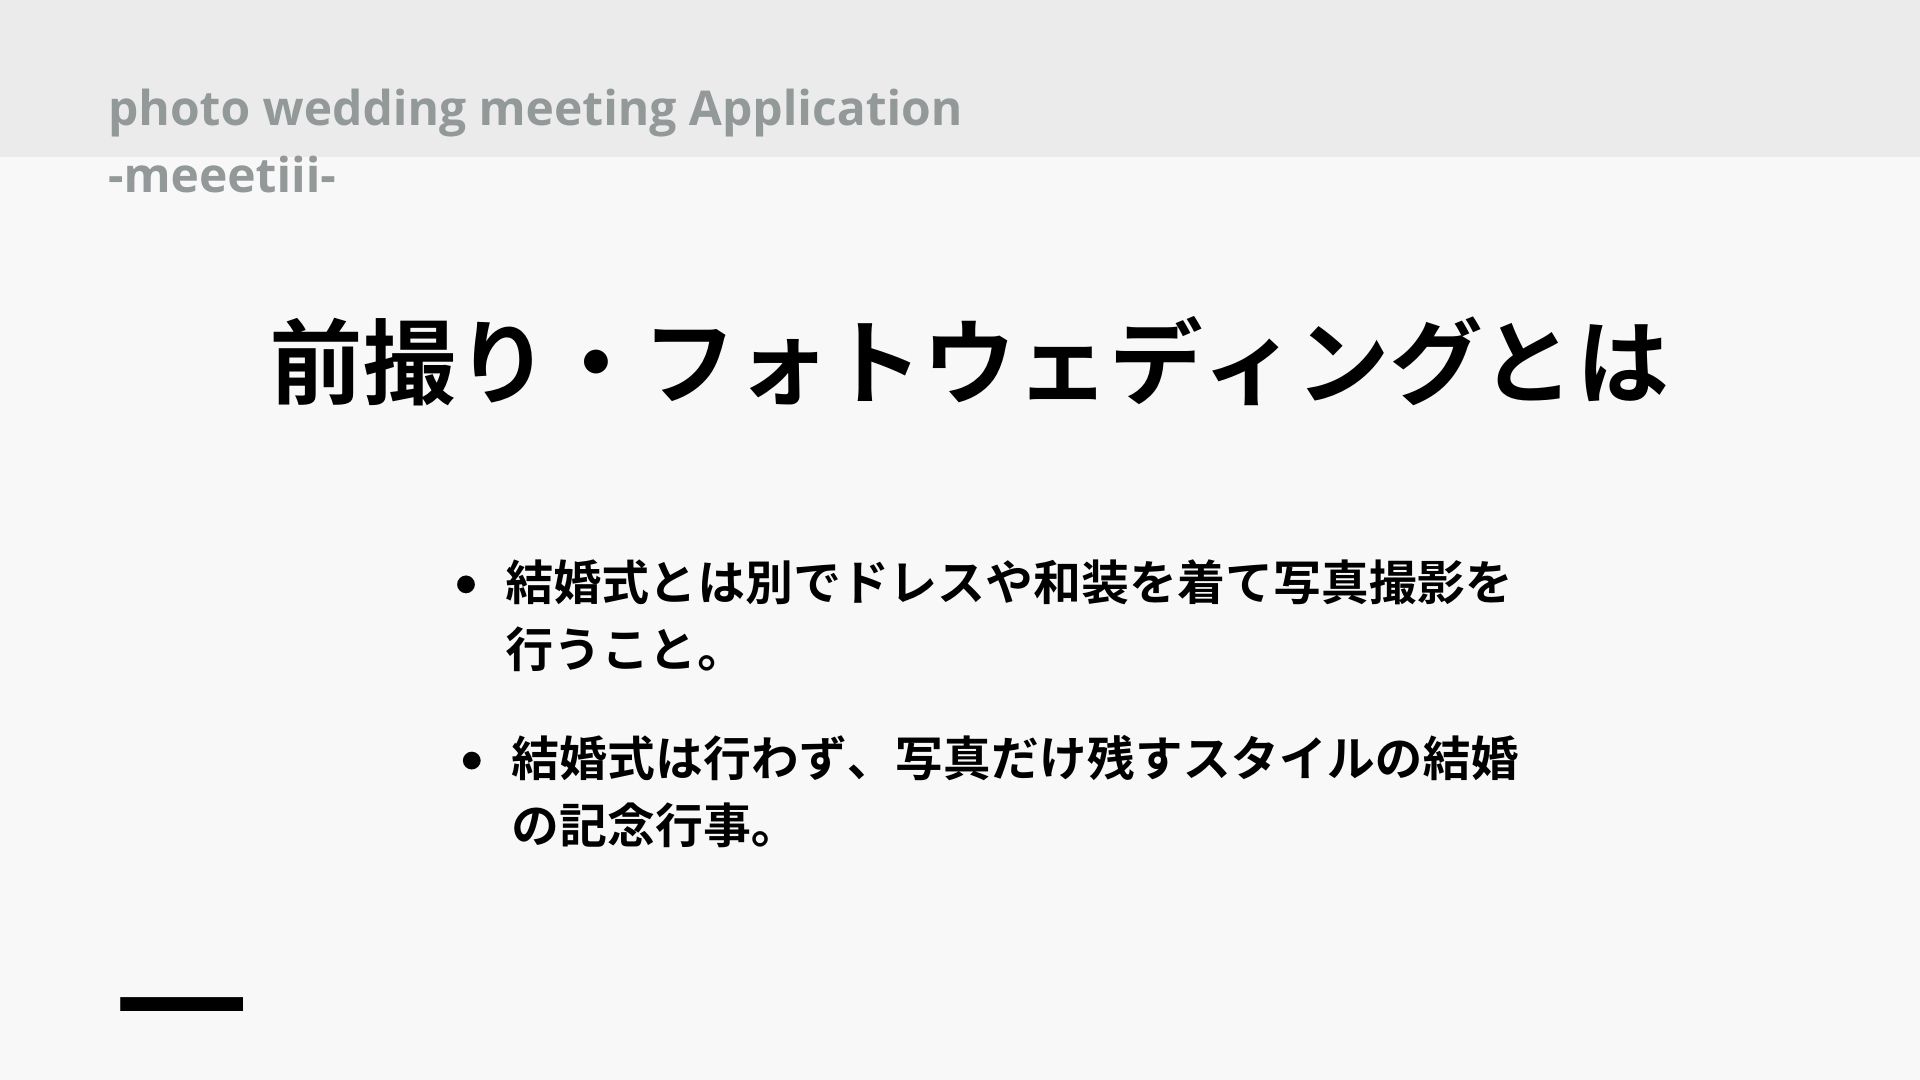 photo wedding meeting Application
-meeetiii-
前撮り・フォトウェディングとは
• 結婚式とは別でドレスや和装を着て写真撮影を
行うこと。
• 結婚式は行わず、写真だけ残すスタイルの結婚
の記念行事。